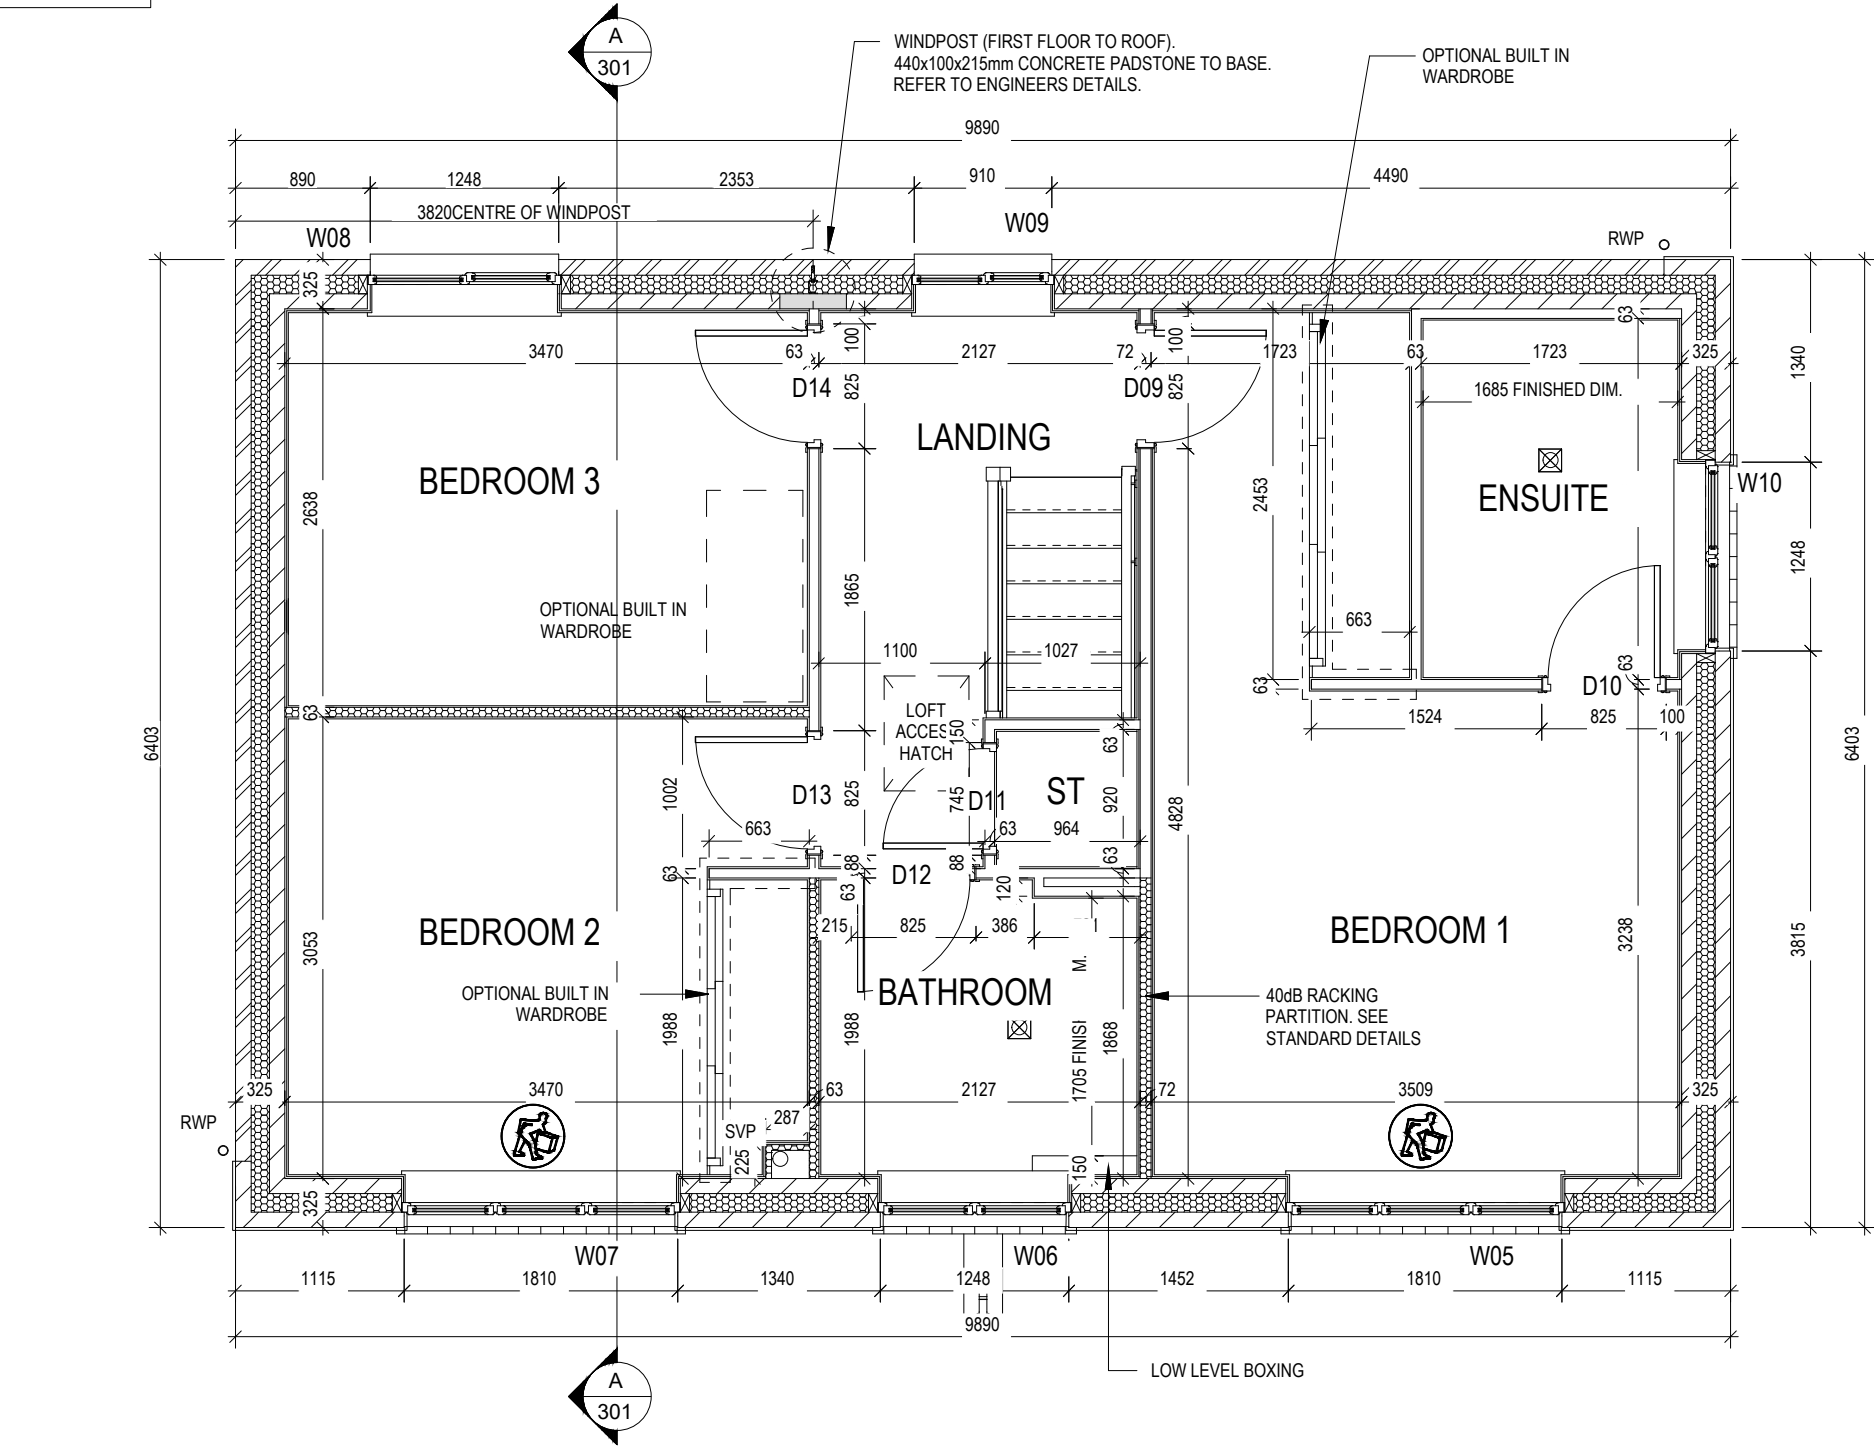 A
301
WINDPOST (FIRST FLOOR TO ROOF).
440x100x215mm CONCRETE PADSTONE TO BASE.
REFER TO ENGINEERS DETAILS.
OPTIONAL BUILT IN
WARDROBE
9890
890
1248
2353
910
4490
3820CENTRE OF WINDPOST
W08
W09
RWP
325
63
3470
63
100
2127
72
100
1723
63
1723
325
1340
D14
825
D09
825
1685 FINISHED DIM.
LANDING
BEDROOM 3
2638
2453
ENSUITE
W10
1248
OPTIONAL BUILT IN
WARDROBE
1865
663
1100
1027
63
63
D10
LOFT
ACCES
HATCH
150
63
63
1524
825
100
6403
6403
1002
D13
825
745
D11
ST
920
4828
663
63
964
63
88
D12
88
63
63
120
BEDROOM 2
BEDROOM 1
3053
215
825
386
3238
3815
M.
OPTIONAL BUILT IN
WARDROBE
BATHROOM
40dB RACKING
PARTITION. SEE
STANDARD DETAILS
1988
1988
1705 FINISH
1868
325
3470
63
2127
72
3509
325
RWP
287
SVP
225
150
325
W07
W06
W05
1115
1810
1340
1248
1452
1810
1115
9890
LOW LEVEL BOXING
A
301